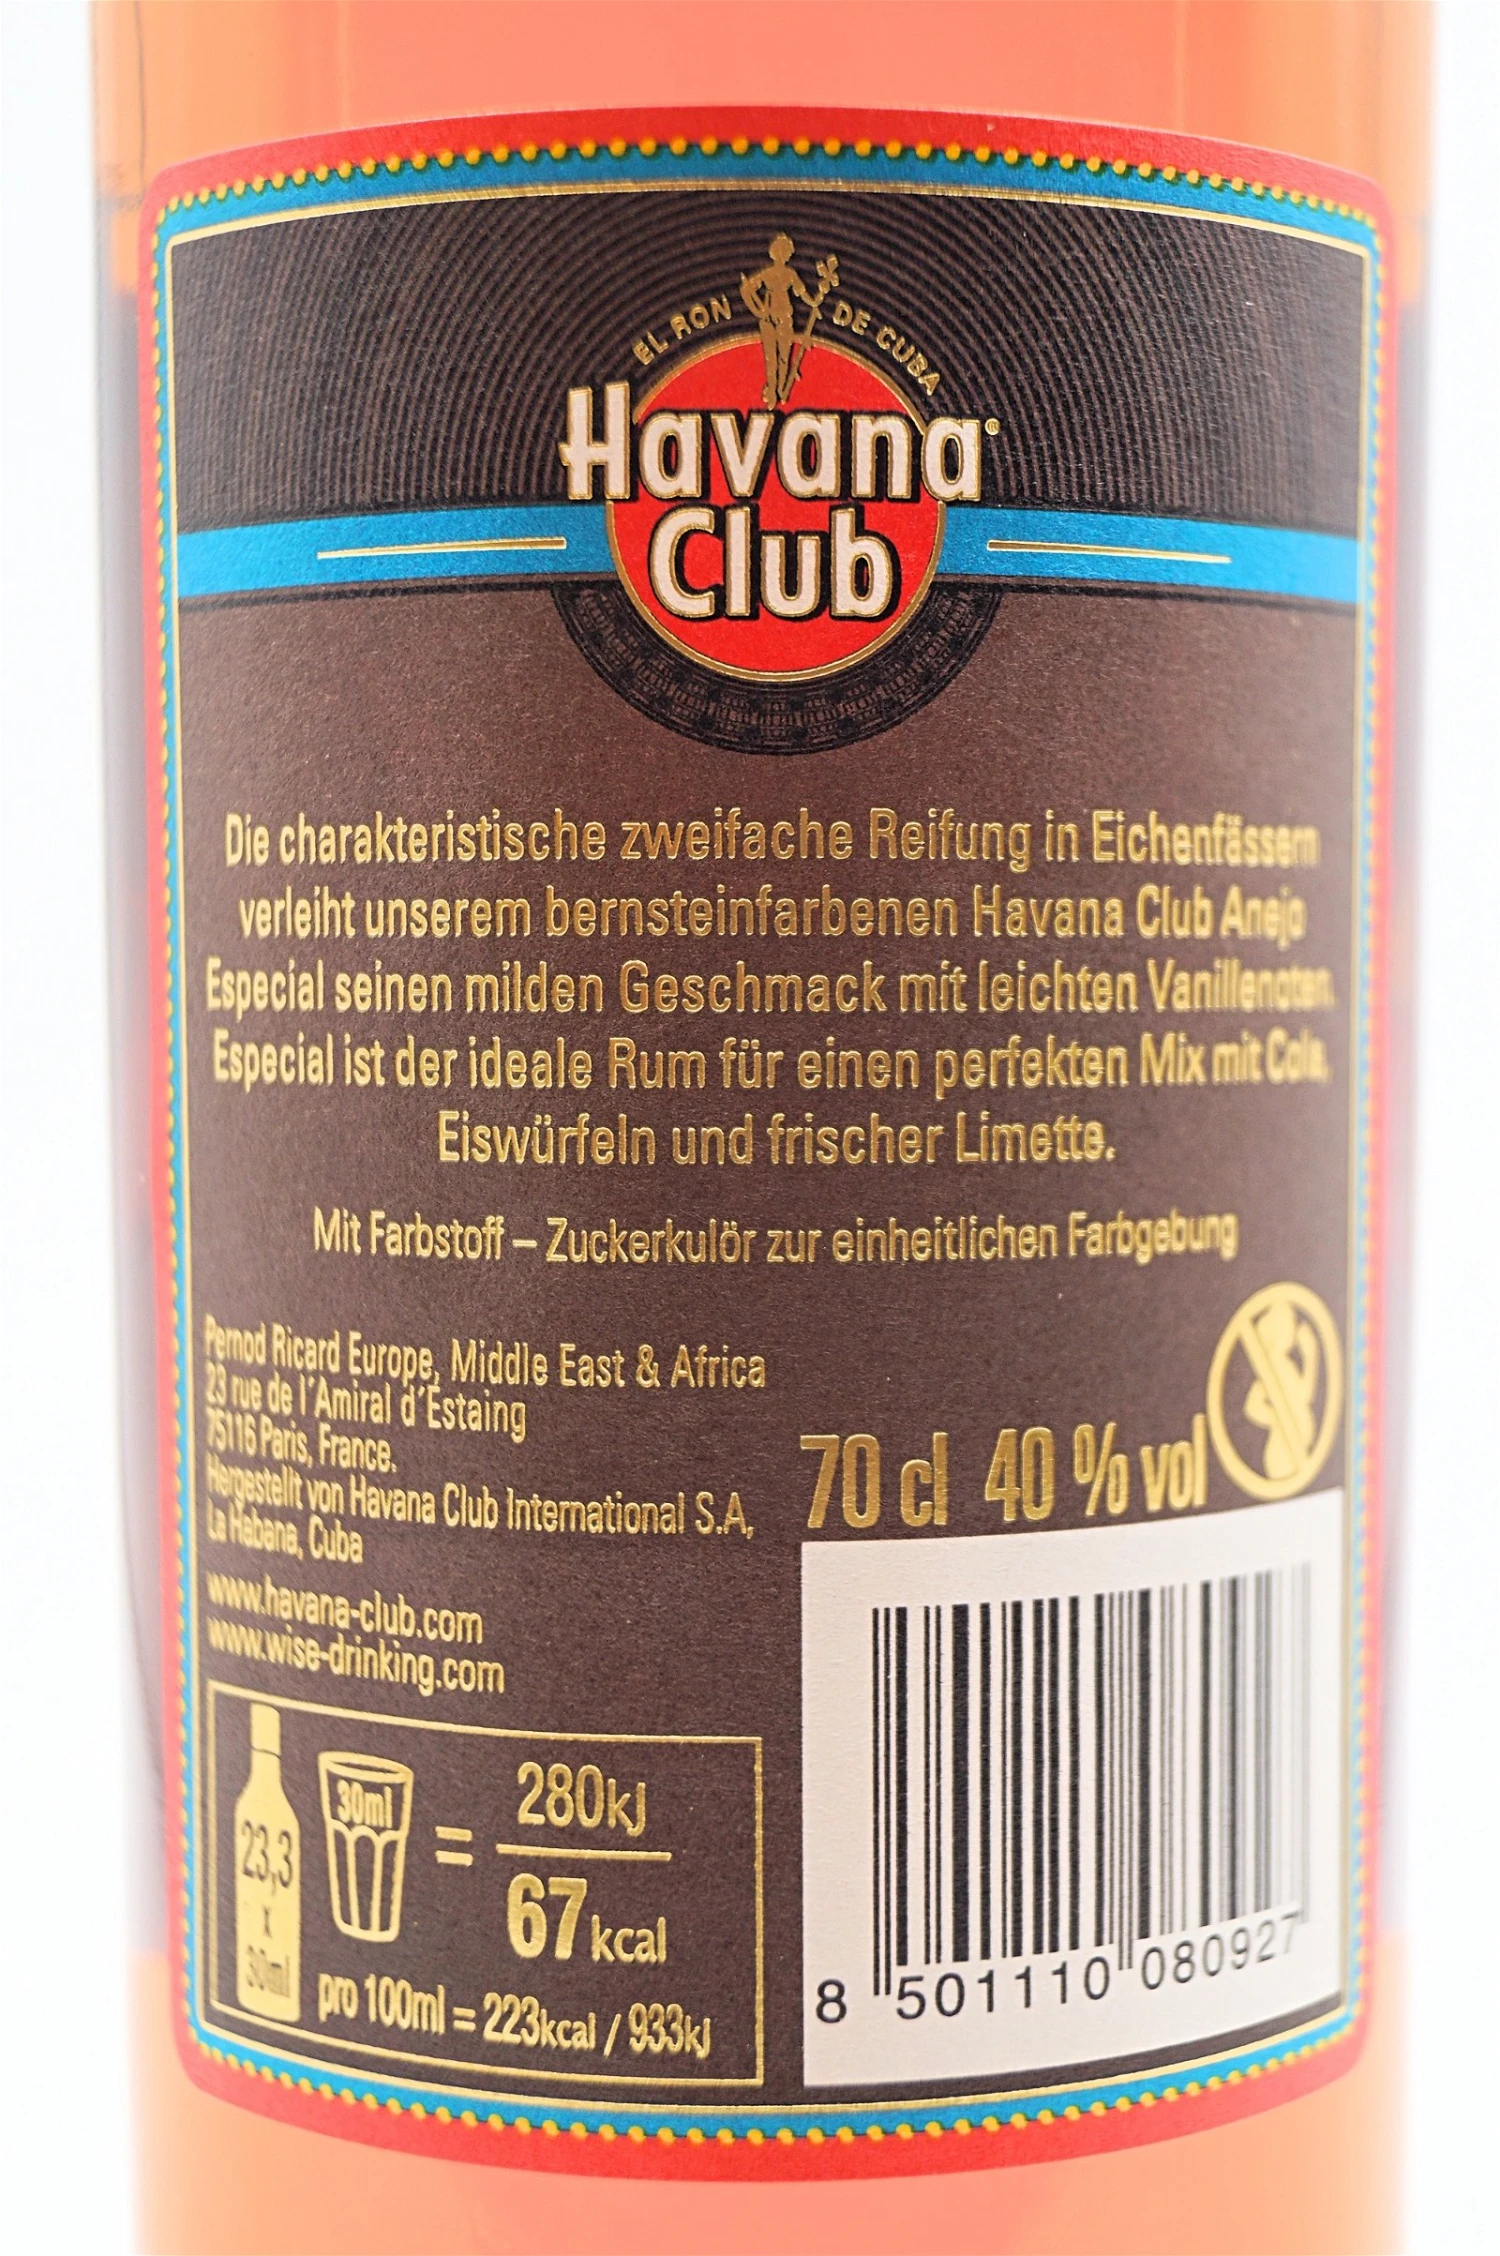 EL RON DE CUBA
Havana®
Club
Die charakteristische zweifache Reifung in Eichenfässern
verleiht unserem bernsteinfarbenen Havana Club Anejo
Especial seinen milden Geschmack mit leichten Vanillenoten.
Especial ist der ideale Rum für einen perfekten Mix mit Cola,
Eiswürfeln und frischer Limette.
Mit Farbstoff – Zuckerkulör zur einheitlichen Farbgebung
Pernod Ricard Europe, Middle East & Africa
23 rue de l'Amiral d'Estaing
75116 Paris, France.
Hergestellt von Havana Club International S.A,
La Habana, Cuba
www.havana-club.com
www.wise-drinking.com
70 cl 40 % vol
23,3
x
30ml
30ml
=
280kJ
67kcal
pro 100ml = 223kcal / 933kJ
8 501110 080927